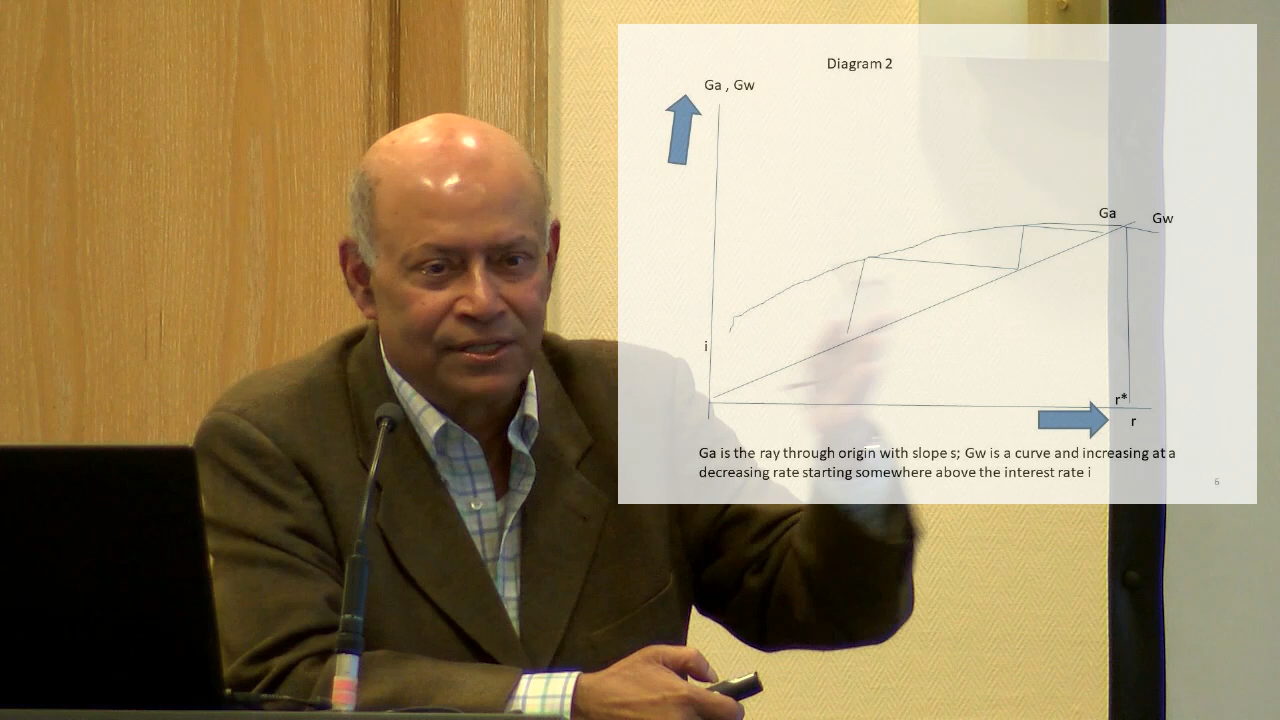 Diagram 2
Ga , Gw
Ga
Gw
i
r*
r
Ga is the ray through origin with slope s; Gw is a curve and increasing at a
decreasing rate starting somewhere above the interest rate i
6